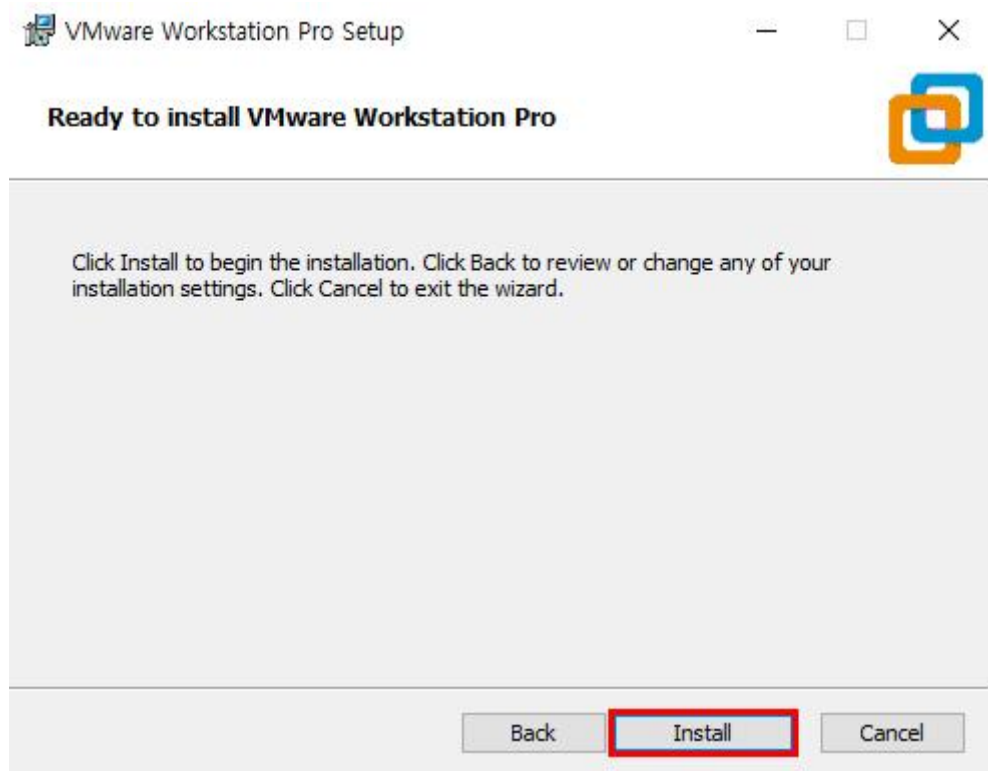 VMware Workstation Pro Setup
Ready to install VMware Workstation Pro
Click Install to begin the installation. Click Back to review or change any of your
installation settings. Click Cancel to exit the wizard.
Back Install Cancel